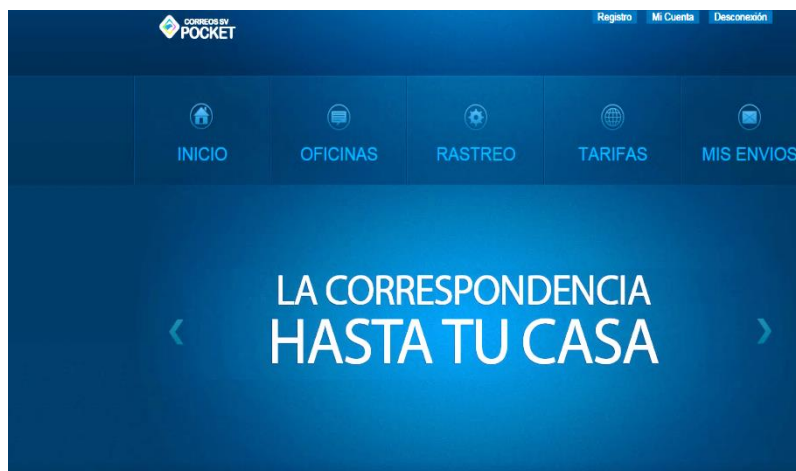 CORREOS SV
POCKET
Registro Mi Cuenta Desconexión
INICIO OFICINAS RASTREO TARIFAS MIS ENVIOS
LA CORRESPONDENCIA
HASTA TU CASA